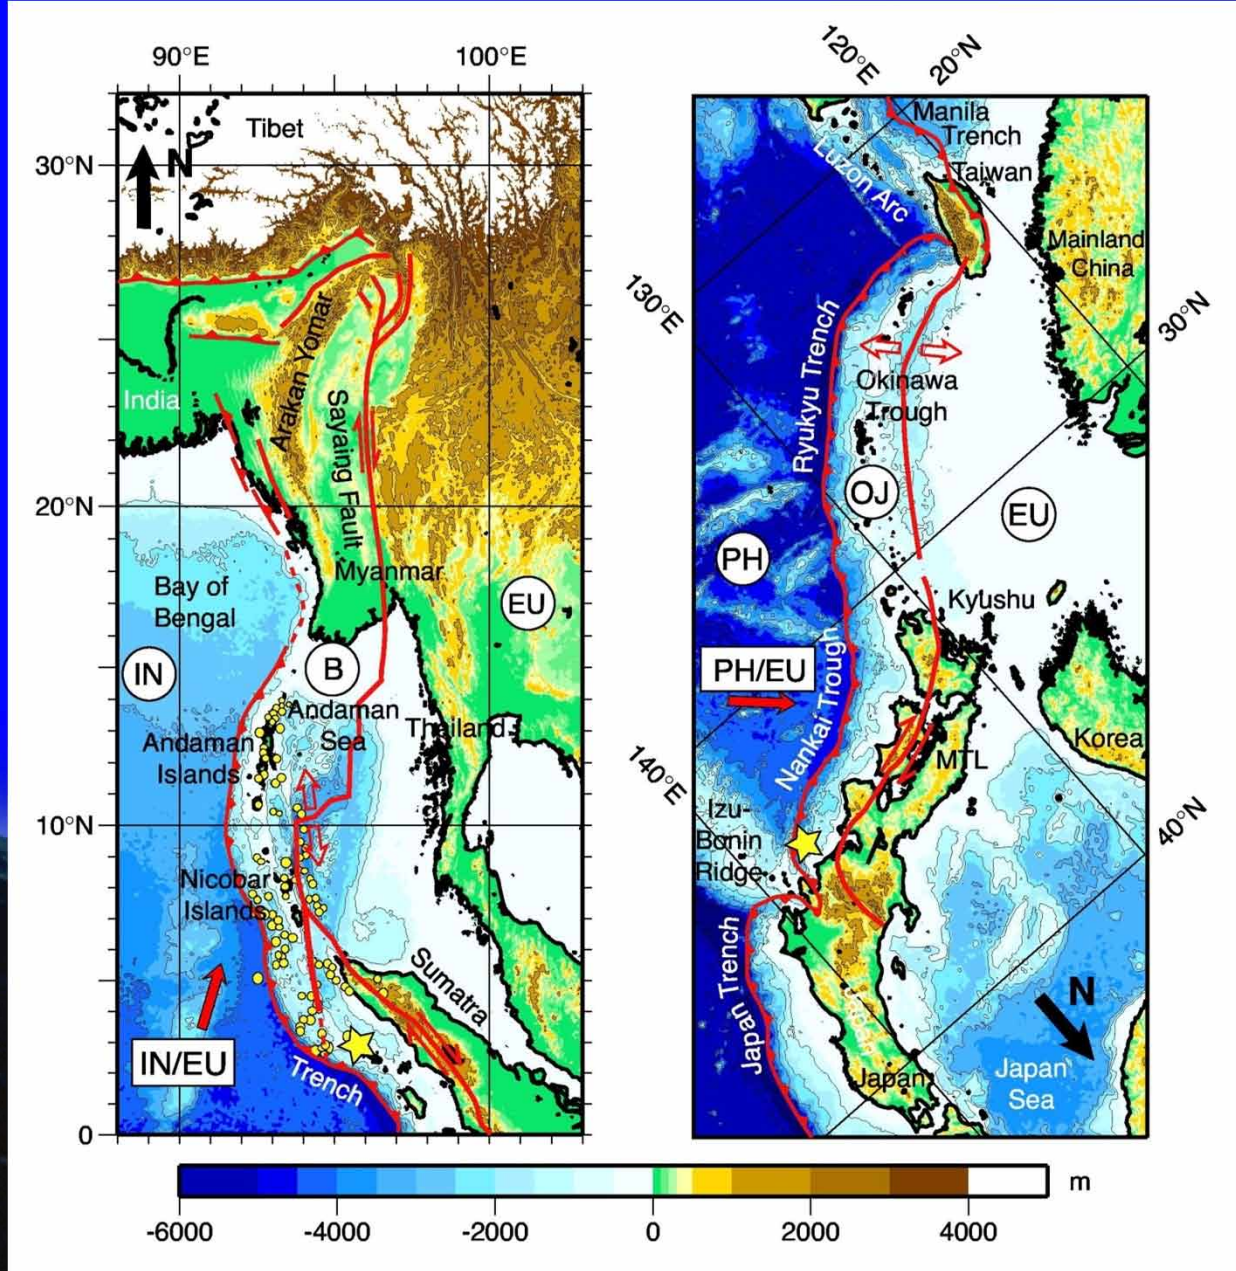 90°E
100°E
30°N
20°N
10°N
0
Tibet
N
India
Arakan Yomar
Sayaing Fault
Myanmar
EU
Bay of
Bengal
IN
B
Andaman
Sea
Thailand
Andaman
Islands
Nicobar
Islands
Sumatra
IN/EU
Trench
120°E
20°N
130°E
30°N
140°E
40°N
Manila
Trench
Taiwan
Luzon Arc
Mainland
China
Ryukyu Trench
Okinawa
Trough
OJ
EU
PH
Kyushu
PH/EU
Nankai Trough
MTL
Korea
Izu-
Bonin
Ridge
Japan Trench
N
Japan
Japan
Sea
m
-6000 -4000 -2000 0 2000 4000